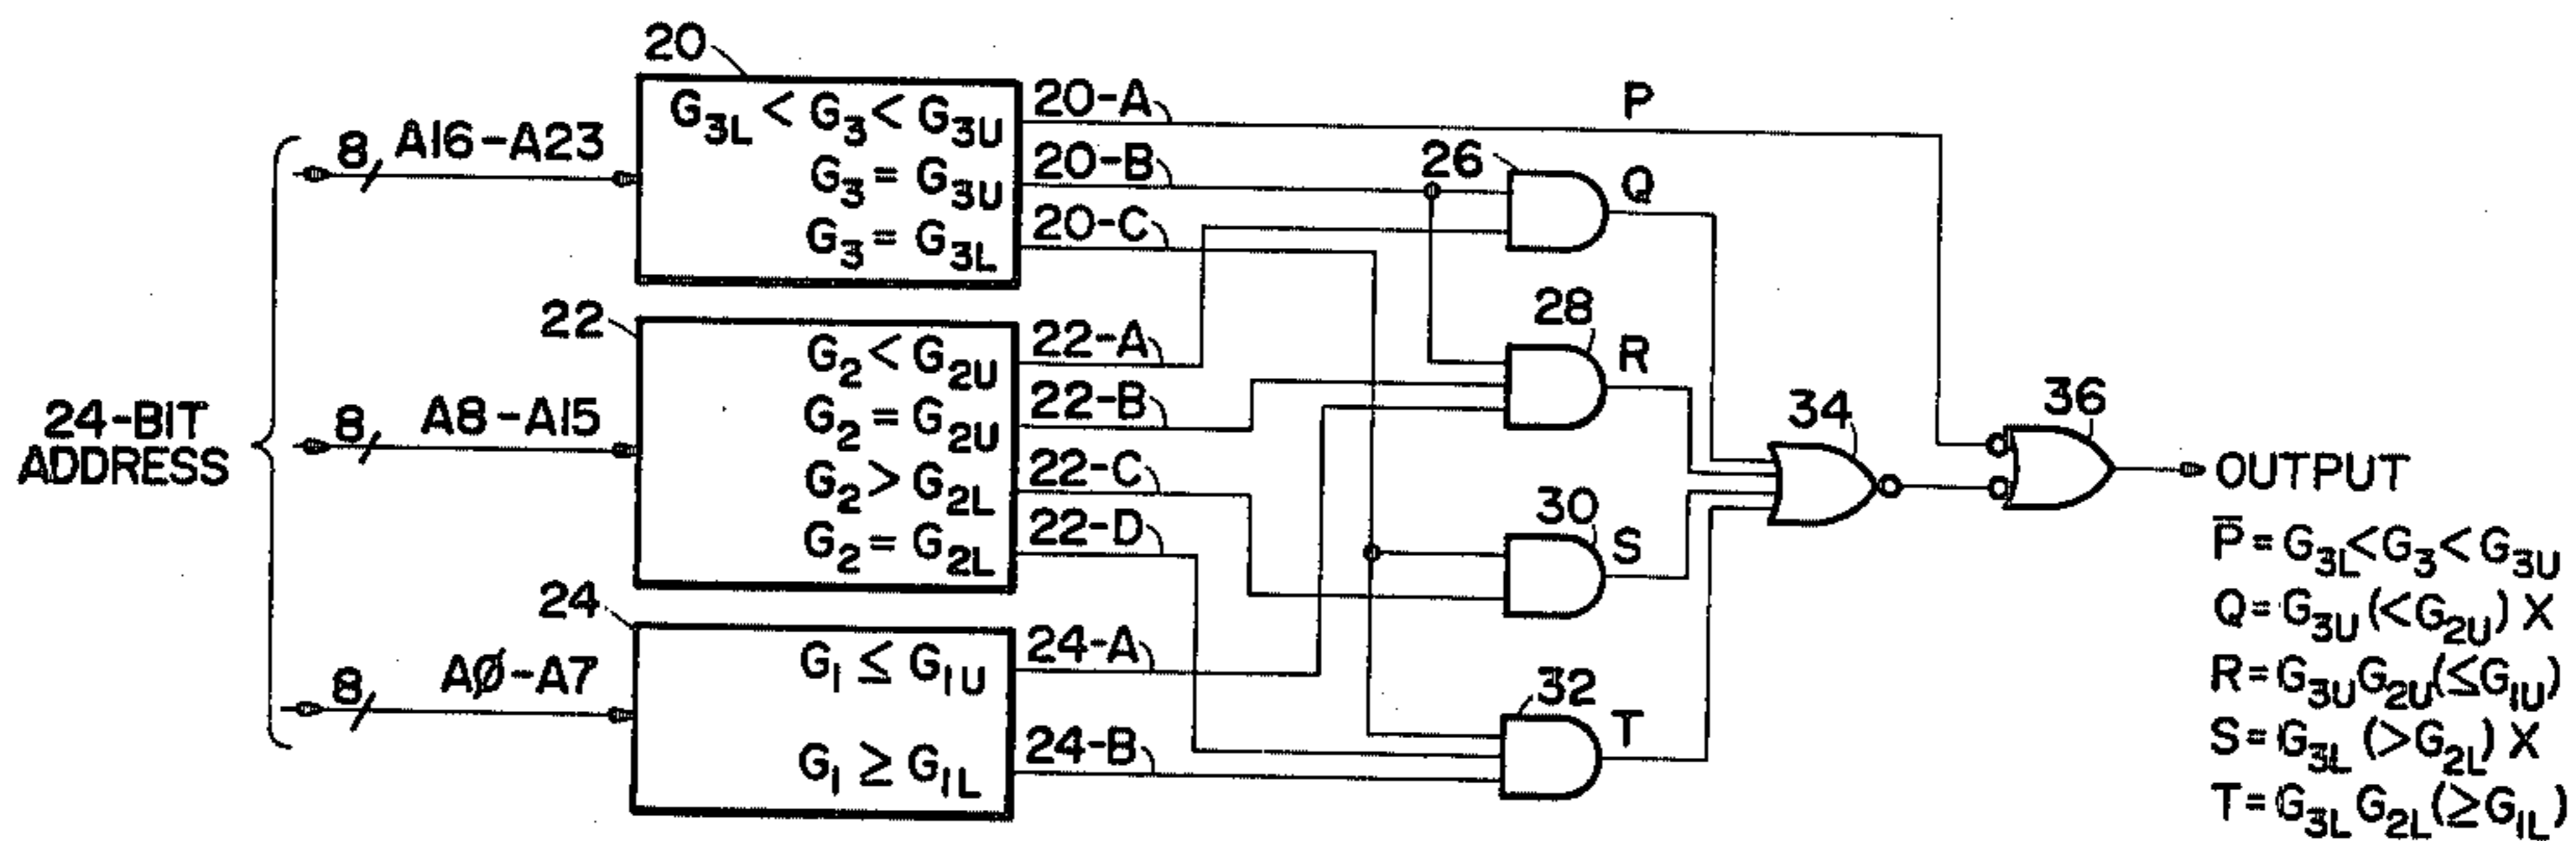 24-BIT
ADDRESS
8 A16-A23
8 A8-A15
8 AØ-A7
20
G3L < G3 < G3U
G3 = G3U
G3 = G3L
20-A
20-B
20-C
22
G2 < G2U
G2 = G2U
G2 > G2L
G2 = G2L
22-A
22-B
22-C
22-D
24
G1 ≤ G1U
G1 ≥ G1L
24-A
24-B
P
26
Q
28
R
30
S
32
T
34
36
OUTPUT
P̅ = G3L<G3<G3U
Q = G3U (<G2U) X
R = G3U G2U(≤G1U)
S = G3L (>G2L) X
T = G3L G2L(≥G1L)